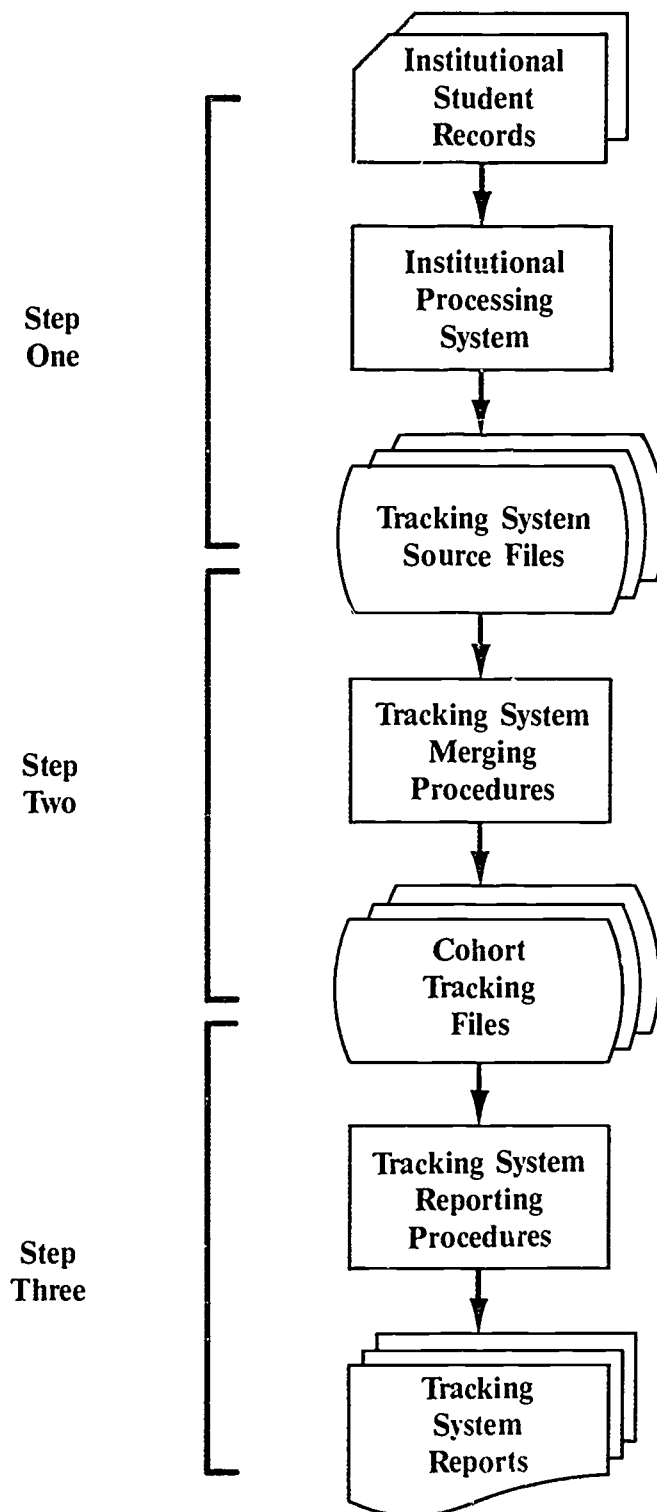 Institutional
Student
Records
Step
One
Institutional
Processing
System
Tracking System
Source Files
Step
Two
Tracking System
Merging
Procedures
Cohort
Tracking
Files
Step
Three
Tracking System
Reporting
Procedures
Tracking
System
Reports